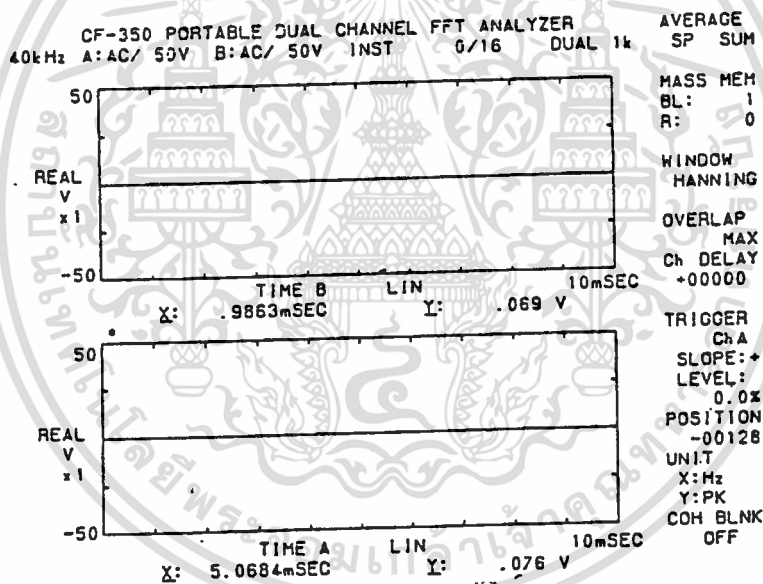 CF-350 PORTABLE DUAL CHANNEL FFT ANALYZER
40kHz A:AC/ 50V B:AC/ 50V INST 0/16 DUAL 1k
AVERAGE
SP SUM
MASS MEM
BL: 1
R: 0
WINDOW
HANNING
OVERLAP
MAX
Ch DELAY
+00000
TRIGGER
ChA
SLOPE:+
LEVEL:
0.0%
POSITION
-00128
UNIT
X:Hz
Y:PK
COH BLNK
OFF
50
REAL
V
x1
-50
TIME B LIN 10mSEC
X: .9863mSEC Y: .069 V
50
REAL
V
x1
-50
TIME A LIN 10mSEC
X: 5.0684mSEC Y: .076 V